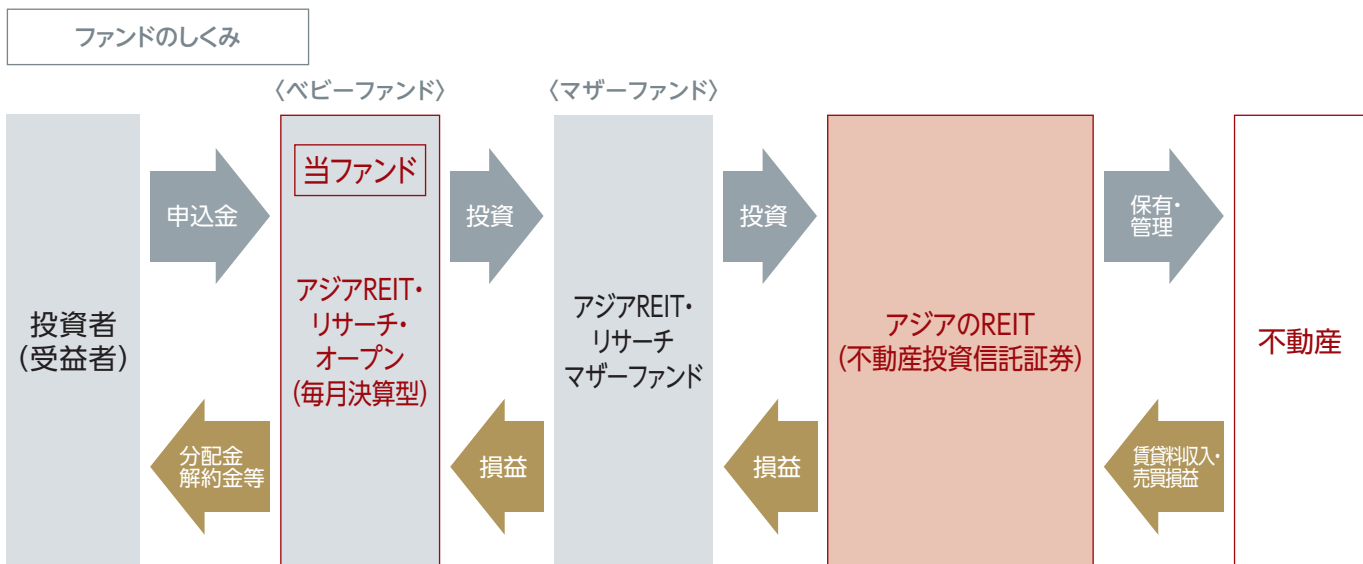 ファンドのしくみ
〈ベビーファンド〉
〈マザーファンド〉
投資者
(受益者)
申込金
分配金
解約金等
当ファンド
アジアREIT・
リサーチ・
オープン
(毎月決算型)
投資
損益
アジアREIT・
リサーチ
マザーファンド
投資
損益
アジアのREIT
(不動産投資信託証券)
保有・
管理
賃貸料収入・
売買損益
不動産